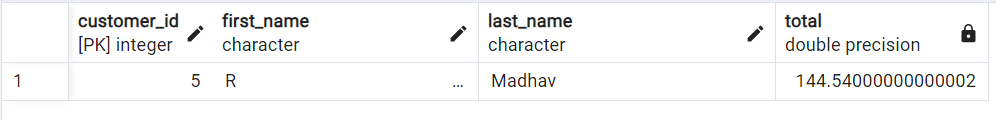 customer_id first_name last_name total
[PK] integer character character double precision
1 5 R ... Madhav 144.54000000000002